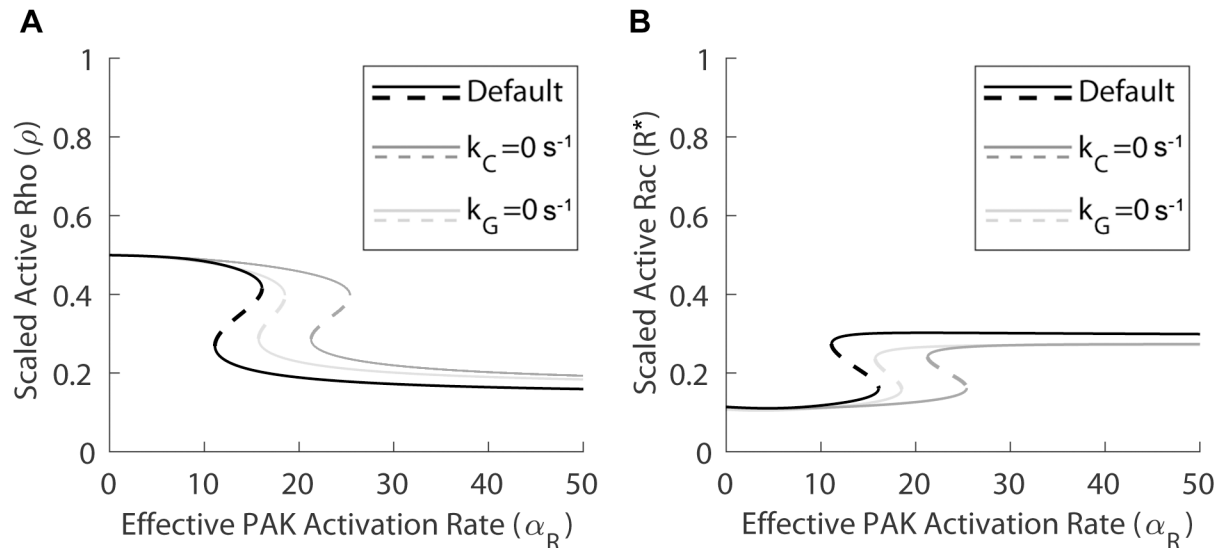 A
Scaled Active Rho (ρ)
1
0.8
0.6
0.4
0.2
0
0 10 20 30 40 50
Effective PAK Activation Rate (α_R)
Default
k_C =0 s⁻¹
k_G =0 s⁻¹
B
Scaled Active Rac (R*)
1
0.8
0.6
0.4
0.2
0
0 10 20 30 40 50
Effective PAK Activation Rate (α_R)
Default
k_C =0 s⁻¹
k_G =0 s⁻¹